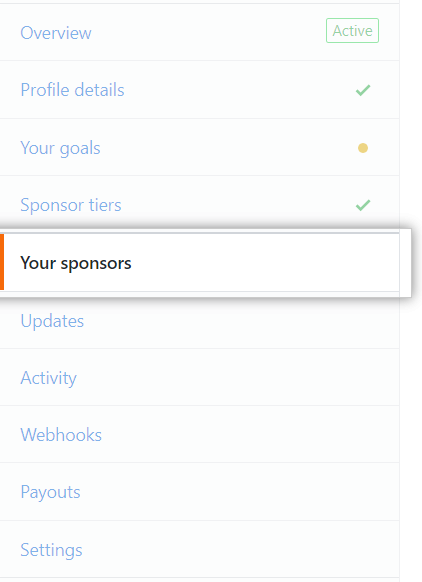 Overview Active
Profile details
Your goals
Sponsor tiers
Your sponsors
Updates
Activity
Webhooks
Payouts
Settings